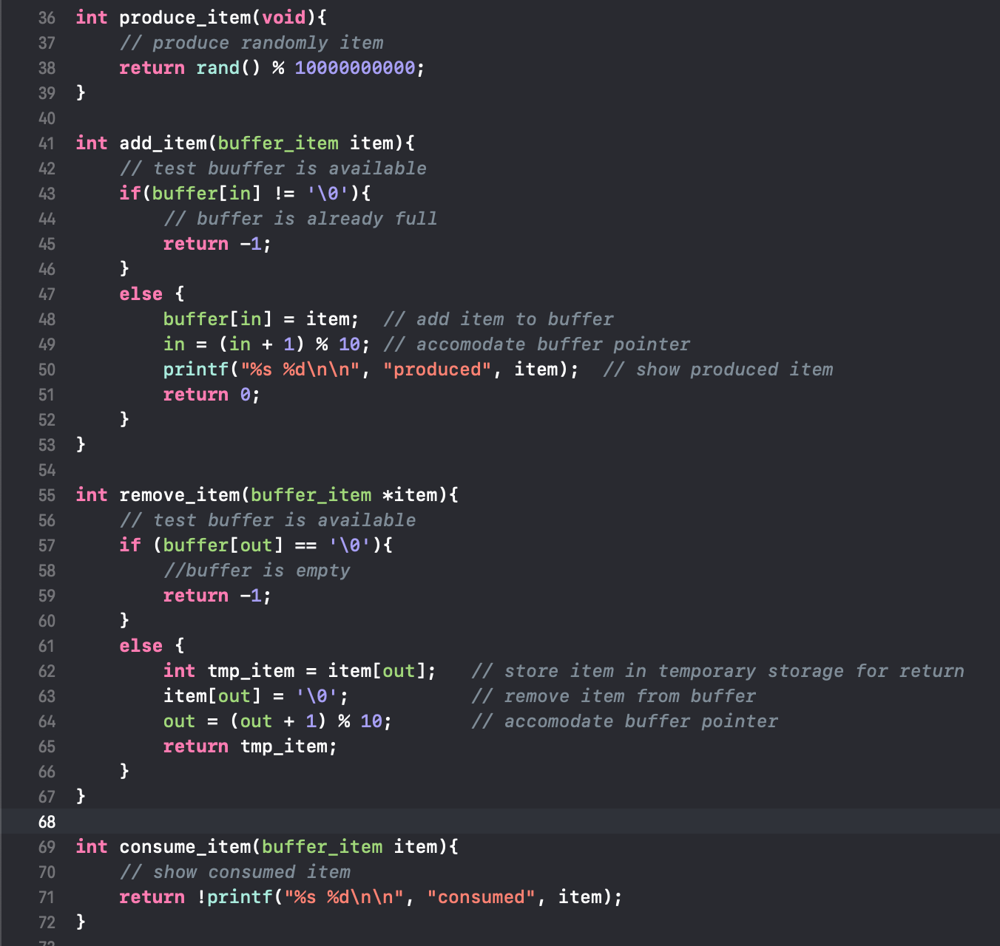 36 int produce_item(void){
37     // produce randomly item
38     return rand() % 10000000000;
39 }
40
41 int add_item(buffer_item item){
42     // test buuffer is available
43     if(buffer[in] != '\0'){
44         // buffer is already full
45         return -1;
46     }
47     else {
48         buffer[in] = item;  // add item to buffer
49         in = (in + 1) % 10; // accomodate buffer pointer
50         printf("%s %d\n\n", "produced", item);  // show produced item
51         return 0;
52     }
53 }
54
55 int remove_item(buffer_item *item){
56     // test buffer is available
57     if (buffer[out] == '\0'){
58         //buffer is empty
59         return -1;
60     }
61     else {
62         int tmp_item = item[out];   // store item in temporary storage for return
63         item[out] = '\0';           // remove item from buffer
64         out = (out + 1) % 10;       // accomodate buffer pointer
65         return tmp_item;
66     }
67 }
68
69 int consume_item(buffer_item item){
70     // show consumed item
71     return !printf("%s %d\n\n", "consumed", item);
72 }